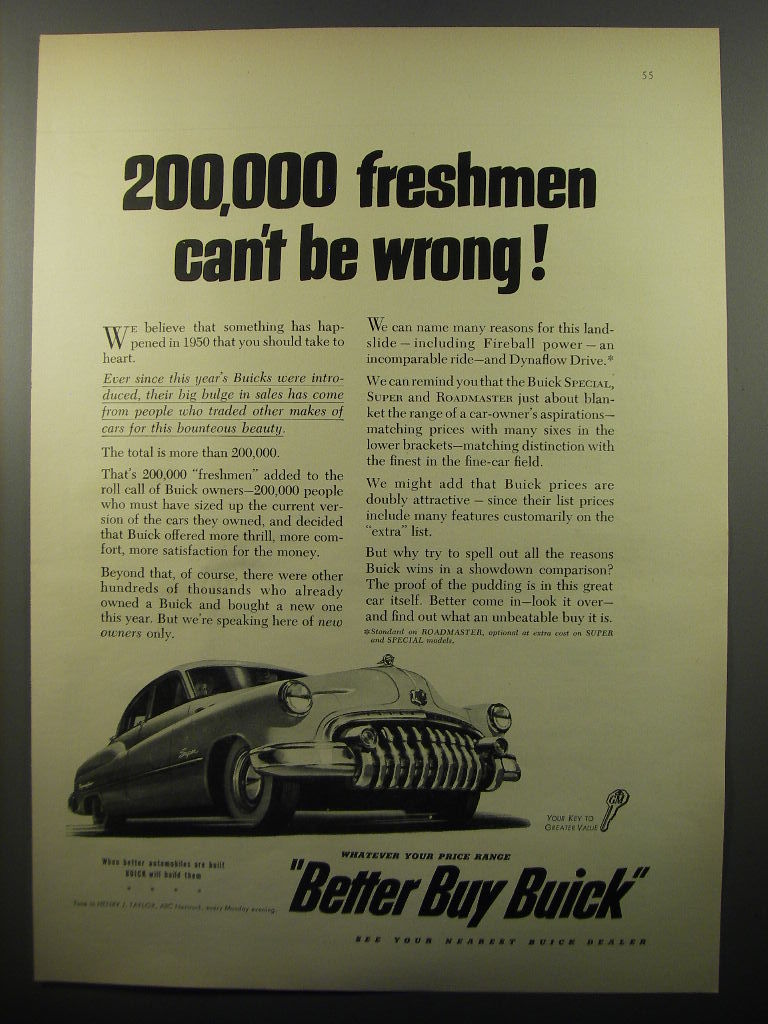 55
200,000 freshmen
can't be wrong!
WE believe that something has hap-
pened in 1950 that you should take to
heart.
Ever since this year's Buicks were intro-
duced, their big bulge in sales has come
from people who traded other makes of
cars for this bounteous beauty.
The total is more than 200,000.
That's 200,000 "freshmen" added to the
roll call of Buick owners—200,000 people
who must have sized up the current ver-
sion of the cars they owned, and decided
that Buick offered more thrill, more com-
fort, more satisfaction for the money.
Beyond that, of course, there were other
hundreds of thousands who already
owned a Buick and bought a new one
this year. But we're speaking here of new
owners only.
We can name many reasons for this land-
slide — including Fireball power — an
incomparable ride—and Dynaflow Drive.*
We can remind you that the Buick SPECIAL,
SUPER and ROADMASTER just about blan-
ket the range of a car-owner's aspirations—
matching prices with many sixes in the
lower brackets—matching distinction with
the finest in the fine-car field.
We might add that Buick prices are
doubly attractive — since their list prices
include many features customarily on the
"extra" list.
But why try to spell out all the reasons
Buick wins in a showdown comparison?
The proof of the pudding is in this great
car itself. Better come in—look it over—
and find out what an unbeatable buy it is.
*Standard on ROADMASTER, optional at extra cost on SUPER
and SPECIAL models.
Super
GM
YOUR KEY TO
GREATER VALUE
When better automobiles are built
BUICK will build them
Tune in HENRY J. TAYLOR, ABC Network, every Monday evening.
WHATEVER YOUR PRICE RANGE
"Better Buy Buick"
SEE YOUR NEAREST BUICK DEALER